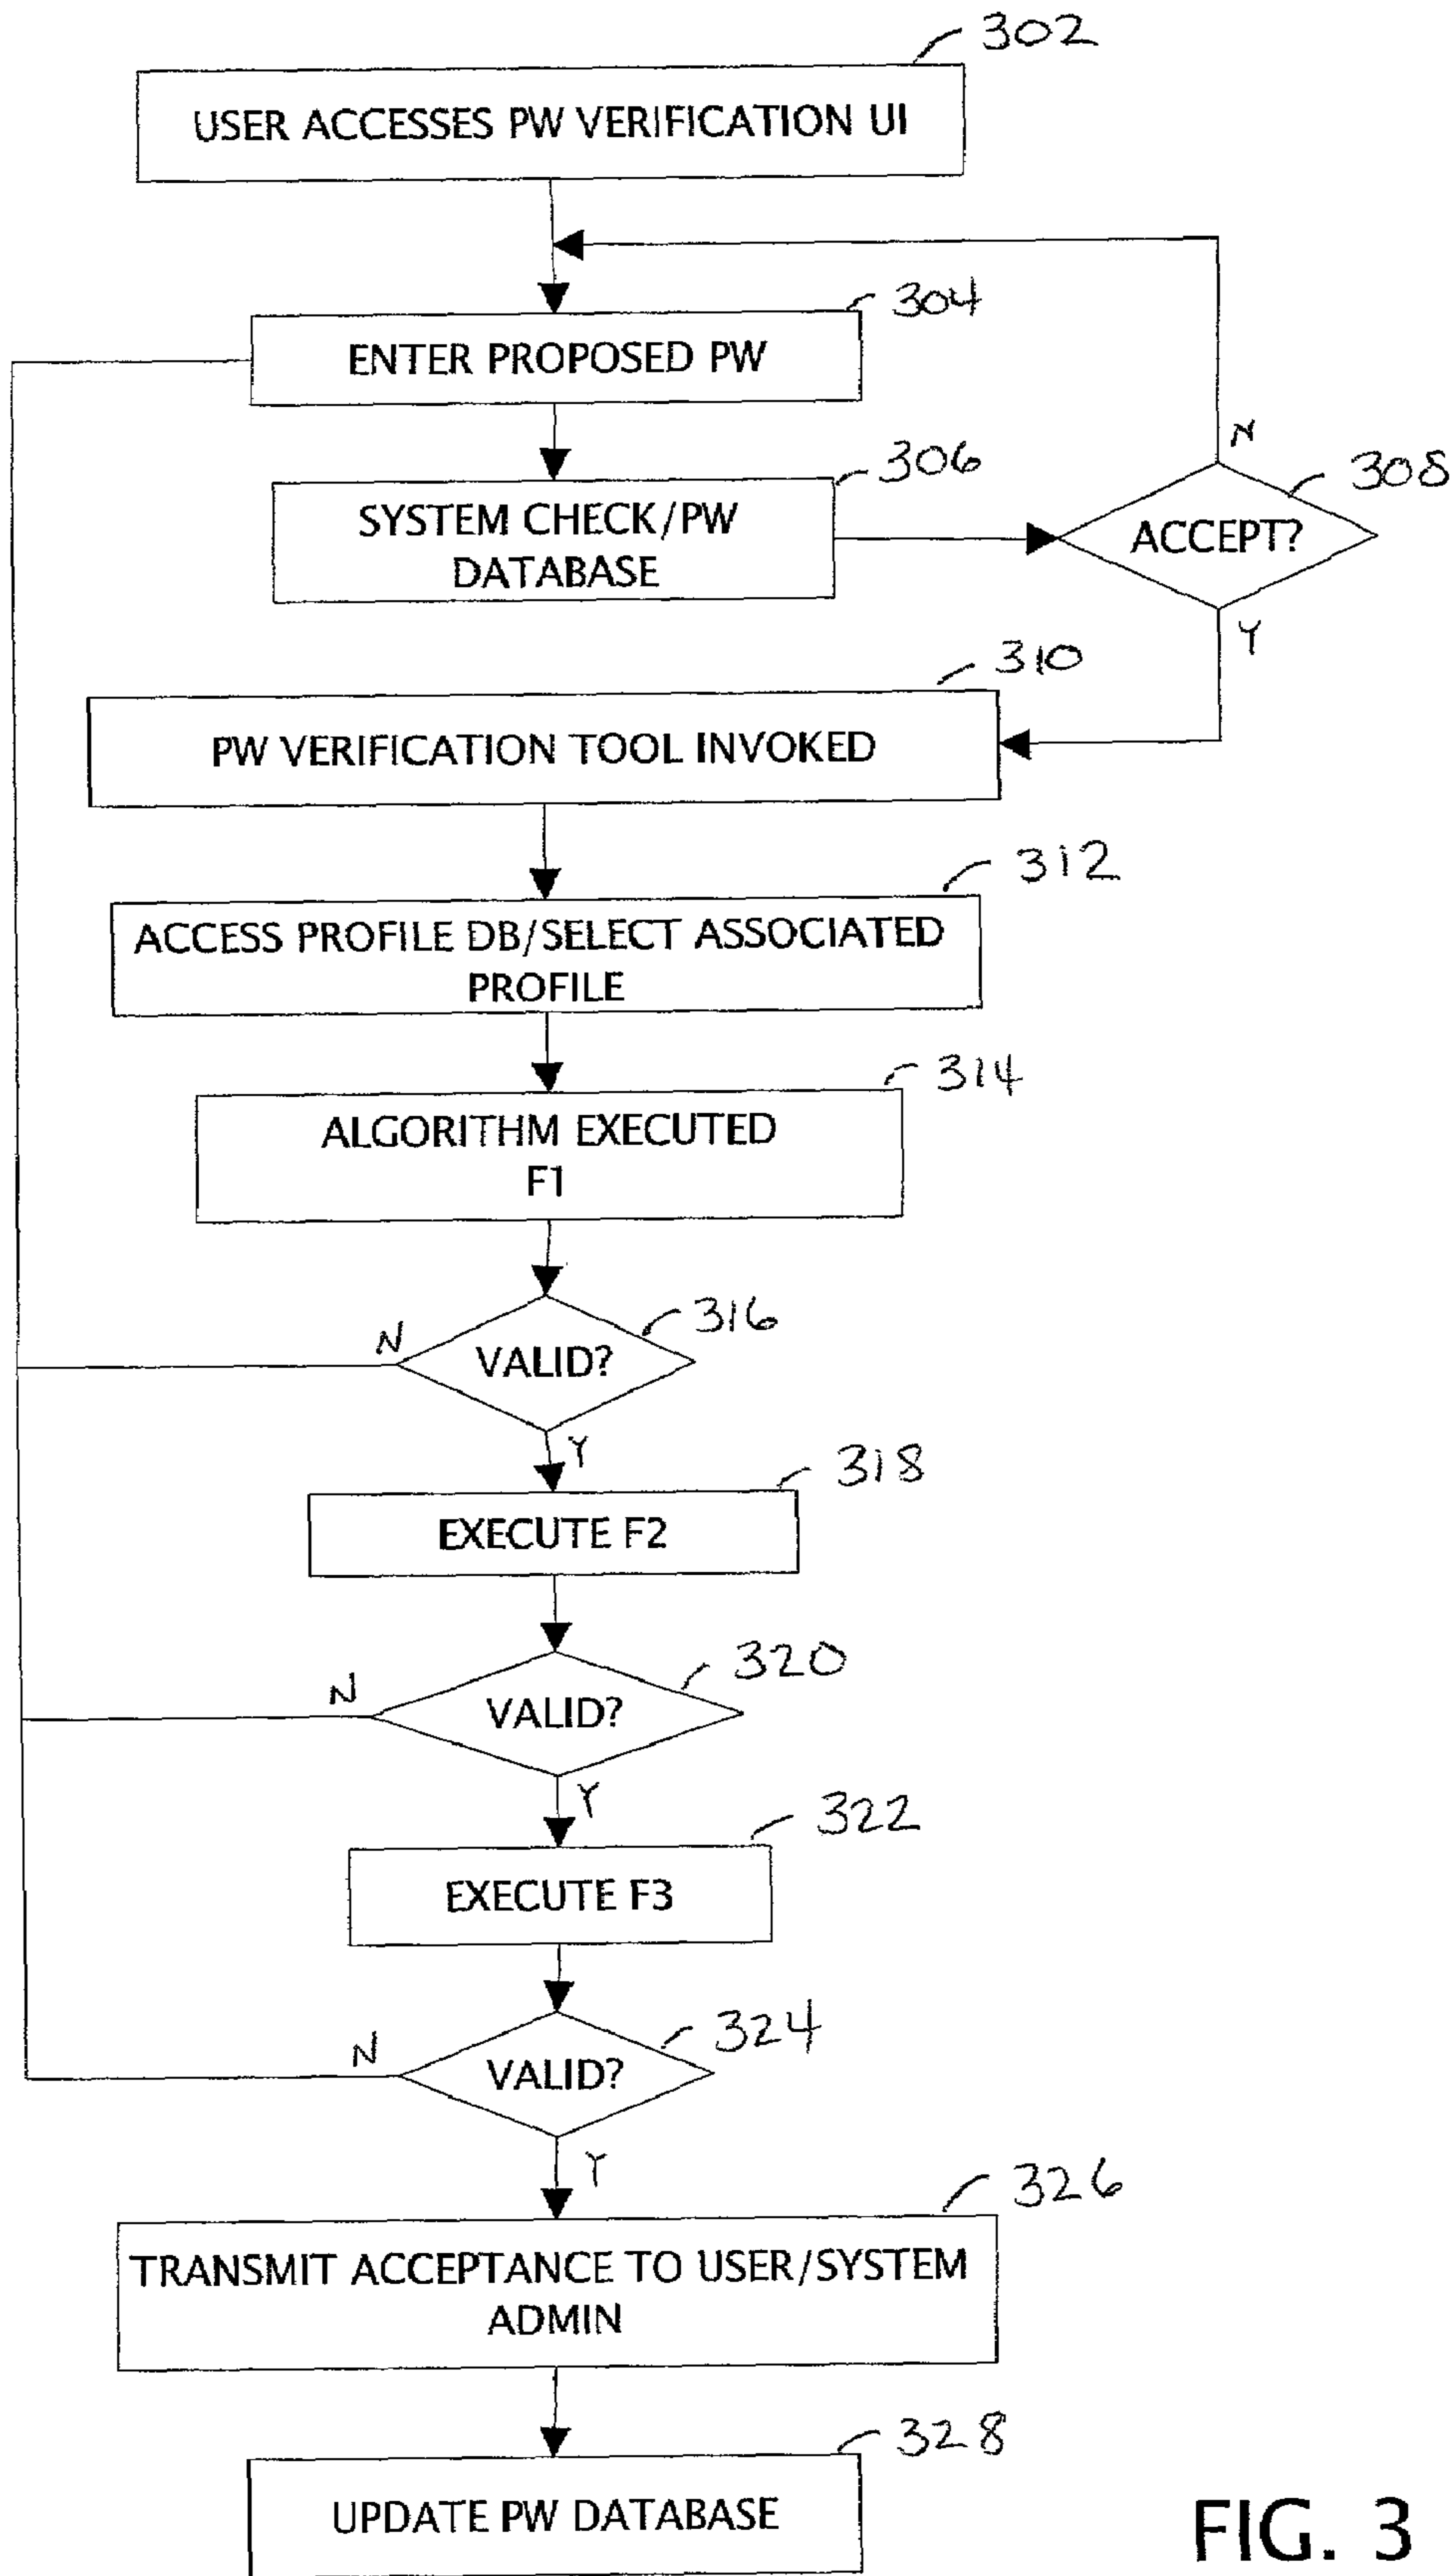 302
USER ACCESSES PW VERIFICATION UI
304
ENTER PROPOSED PW
N
306
308
SYSTEM CHECK/PW
DATABASE
ACCEPT?
Y
310
PW VERIFICATION TOOL INVOKED
312
ACCESS PROFILE DB/SELECT ASSOCIATED
PROFILE
314
ALGORITHM EXECUTED
F1
316
N
VALID?
Y
318
EXECUTE F2
320
N
VALID?
Y
322
EXECUTE F3
324
N
VALID?
Y
326
TRANSMIT ACCEPTANCE TO USER/SYSTEM
ADMIN
328
UPDATE PW DATABASE
FIG. 3